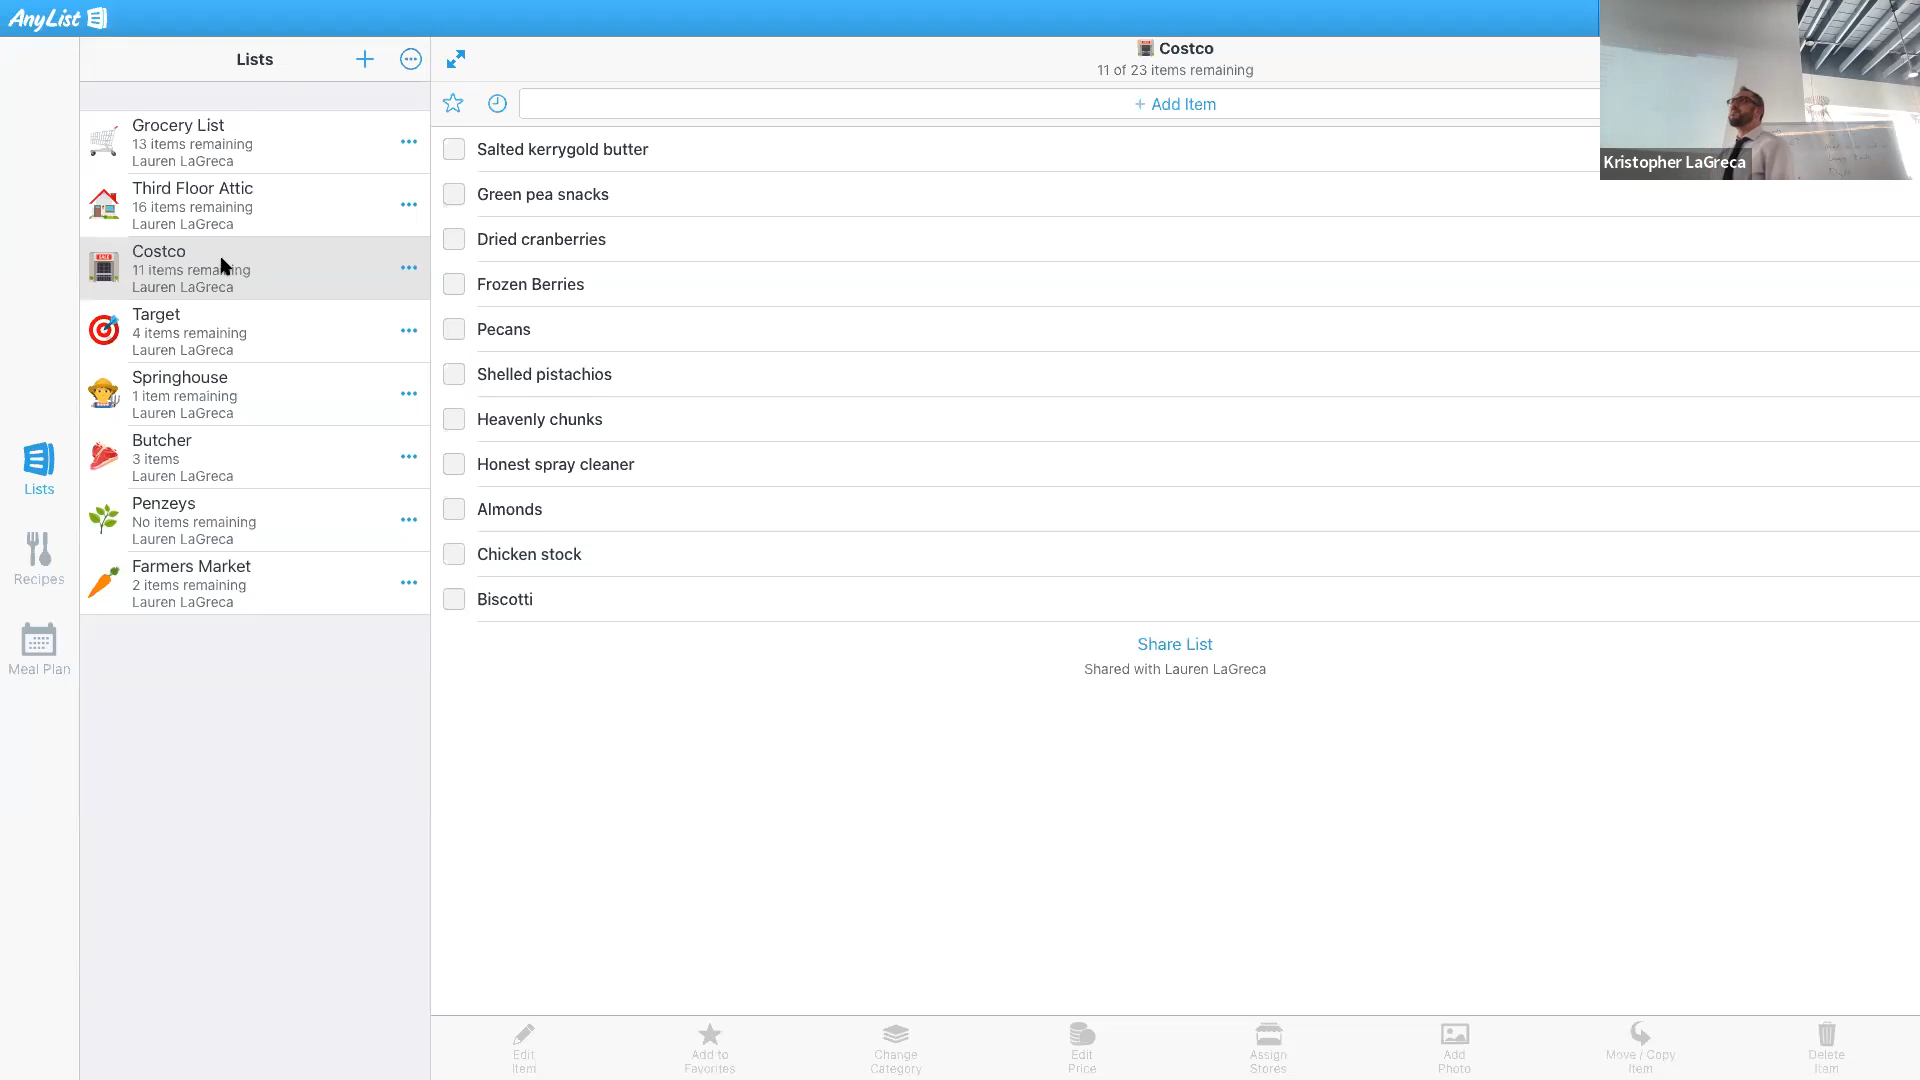 AnyList
Lists
Grocery List
13 items remaining
Lauren LaGreca
Third Floor Attic
16 items remaining
Lauren LaGreca
Costco
11 items remaining
Lauren LaGreca
Target
4 items remaining
Lauren LaGreca
Springhouse
1 item remaining
Lauren LaGreca
Butcher
3 items
Lauren LaGreca
Penzeys
No items remaining
Lauren LaGreca
Farmers Market
2 items remaining
Lauren LaGreca
Lists
Recipes
Meal Plan
Costco
11 of 23 items remaining
+ Add Item
Salted kerrygold butter
Green pea snacks
Dried cranberries
Frozen Berries
Pecans
Shelled pistachios
Heavenly chunks
Honest spray cleaner
Almonds
Chicken stock
Biscotti
Share List
Shared with Lauren LaGreca
Edit
Item
Add to
Favorites
Change
Category
Edit
Price
Assign
Stores
Add
Photo
Move / Copy
Item
Delete
Item
Kristopher LaGreca